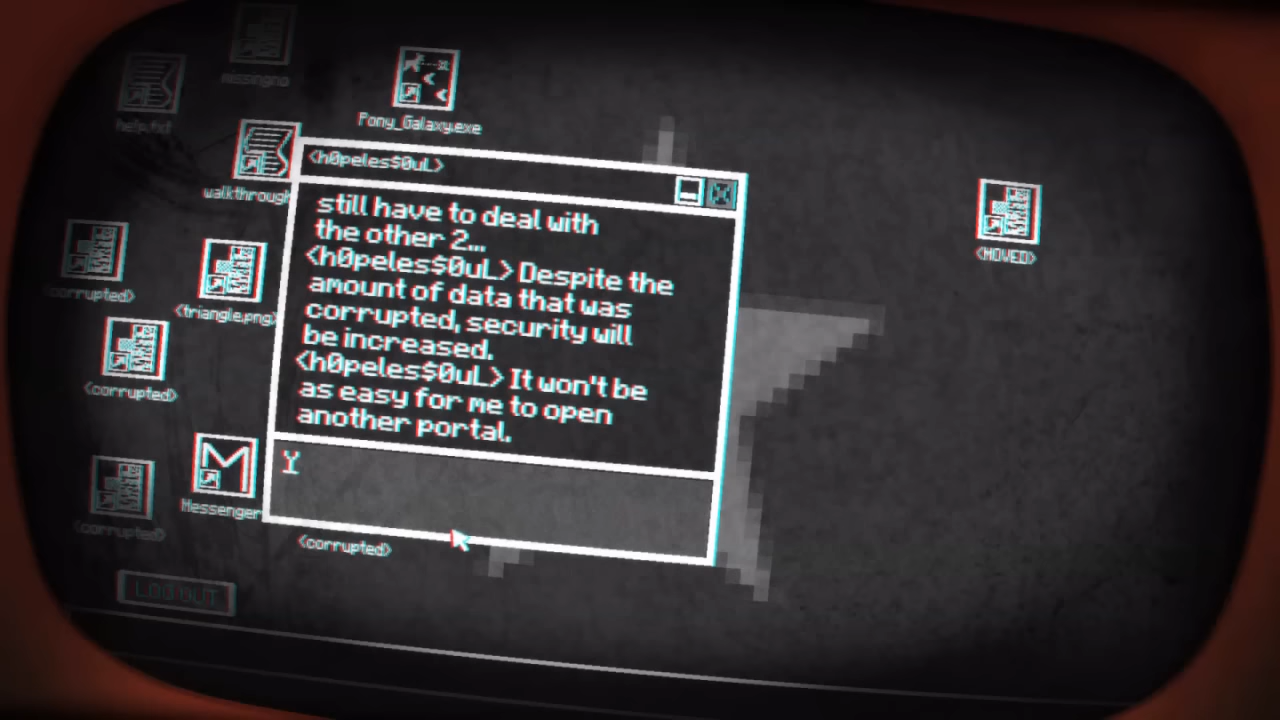 missingno
help.txt
Pony_Galaxy.exe
<h0peles$0uL>
walkthrough
still have to deal with
the other 2...
<h0peles$0uL> Despite the
amount of data that was
corrupted, security will
be increased.
<h0peles$0uL> It won't be
as easy for me to open
another portal.
Y
<MOVED>
<corrupted>
<triangle.png>
<corrupted>
Messenger
<corrupted>
<corrupted>
LOG OUT